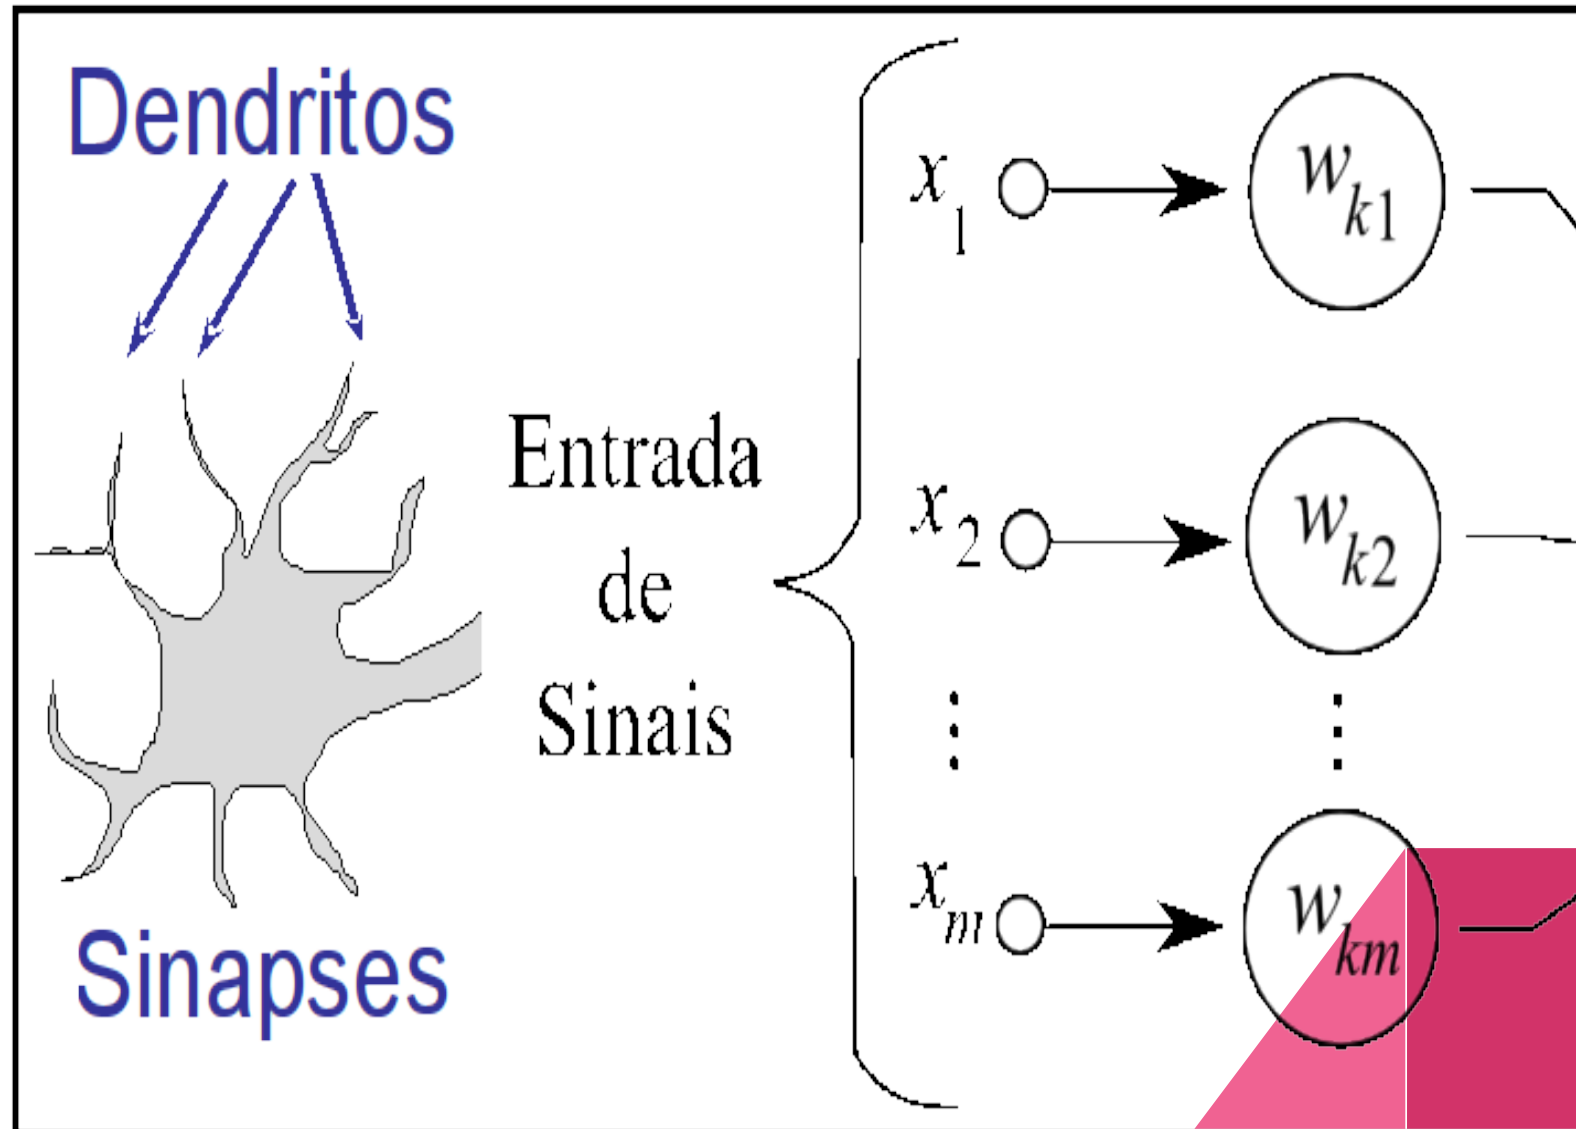 Dendritos
Entrada
de
Sinais
Sinapses
x1
wk1
x2
wk2
⋮ ⋮
xm
wkm